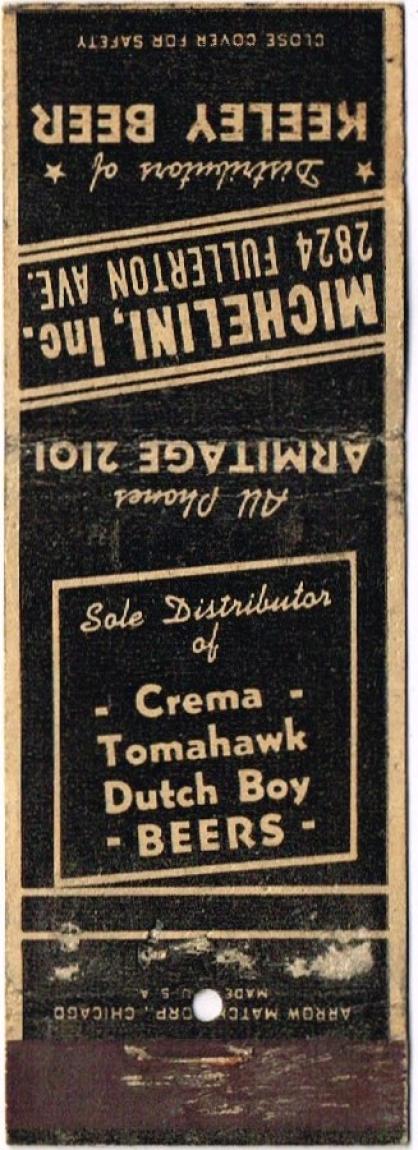 CLOSE COVER FOR SAFETY
KEELEY BEER
★ Distributors of ★
2824 FULLERTON AVE.
MICHELINI, Inc.
ARMITAGE 2101
All Phones
Sole Distributor
of
- Crema -
Tomahawk
Dutch Boy
- BEERS -
MADE U. S. A.
ARROW MATCH CORP., CHICAGO